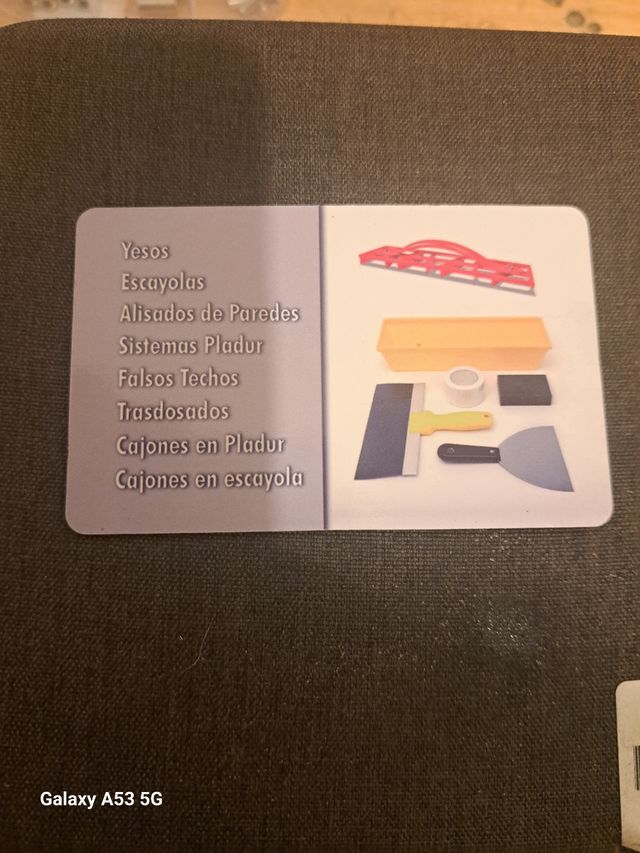 Yesos
Escayolas
Alisados de Paredes
Sistemas Pladur
Falsos Techos
Trasdosados
Cajones en Pladur
Cajones en escayola
Galaxy A53 5G